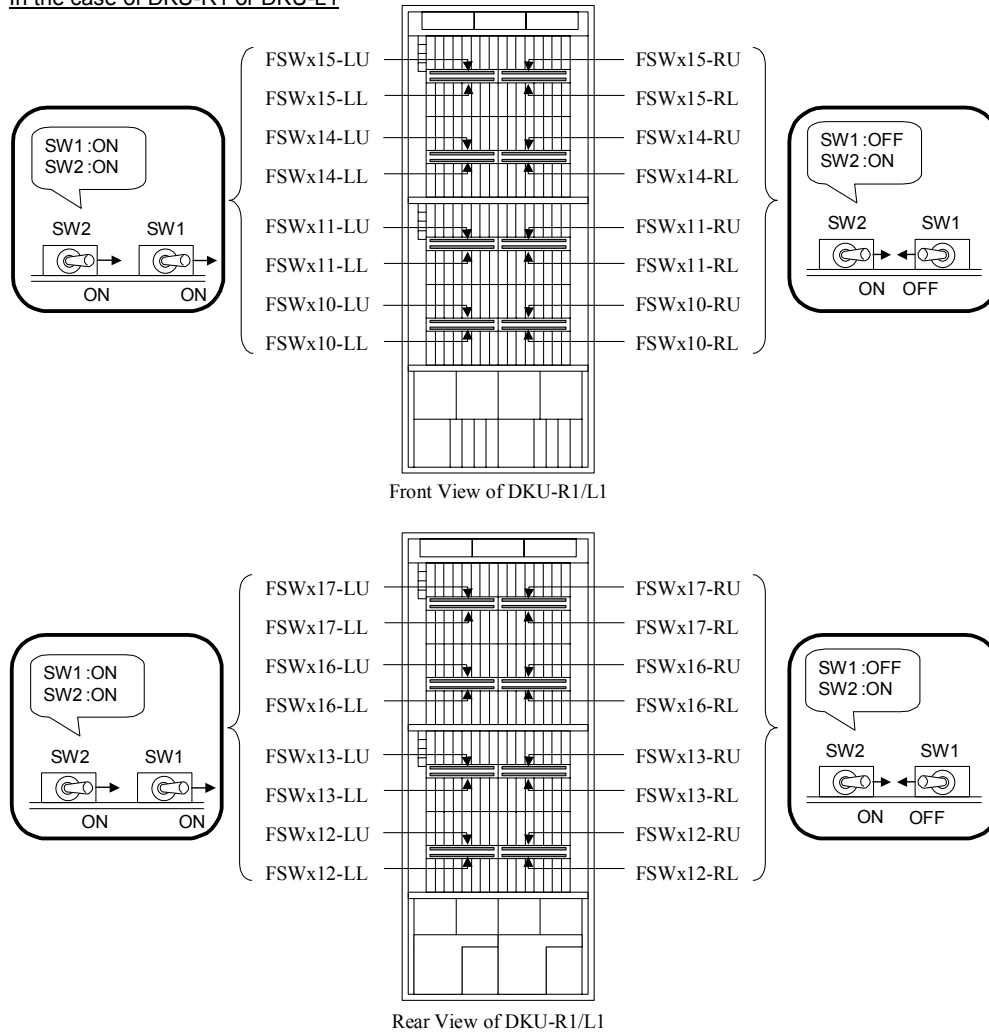 In the case of DKU-R1 or DKU-L1
FSWx15-LU
FSWx15-LL
FSWx14-LU
FSWx14-LL
FSWx11-LU
FSWx11-LL
FSWx10-LU
FSWx10-LL
FSWx15-RU
FSWx15-RL
FSWx14-RU
FSWx14-RL
FSWx11-RU
FSWx11-RL
FSWx10-RU
FSWx10-RL
SW1 :ON
SW2 :ON
SW2 SW1
ON ON
SW1 :OFF
SW2 :ON
SW2 SW1
ON OFF
Front View of DKU-R1/L1
FSWx17-LU
FSWx17-LL
FSWx16-LU
FSWx16-LL
FSWx13-LU
FSWx13-LL
FSWx12-LU
FSWx12-LL
FSWx17-RU
FSWx17-RL
FSWx16-RU
FSWx16-RL
FSWx13-RU
FSWx13-RL
FSWx12-RU
FSWx12-RL
SW1 :ON
SW2 :ON
SW2 SW1
ON ON
SW1 :OFF
SW2 :ON
SW2 SW1
ON OFF
Rear View of DKU-R1/L1